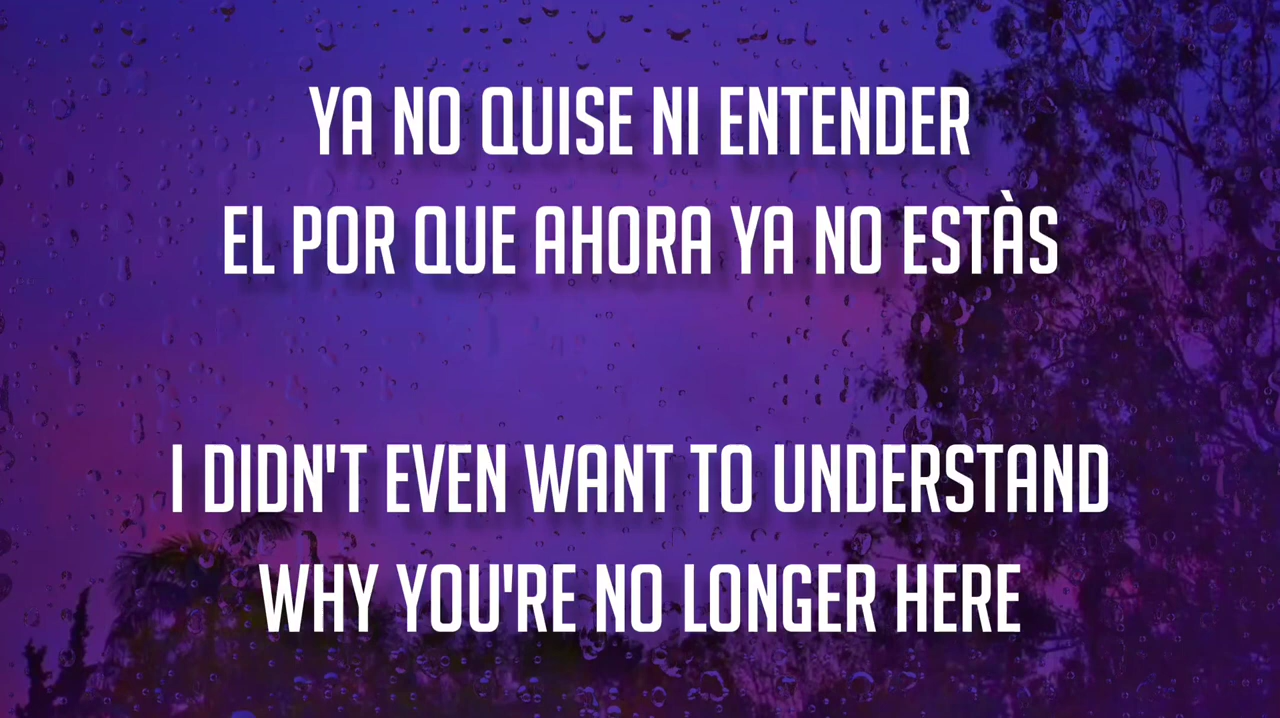 YA NO QUISE NI ENTENDER
EL POR QUE AHORA YA NO ESTÀS
I DIDN'T EVEN WANT TO UNDERSTAND
WHY YOU'RE NO LONGER HERE